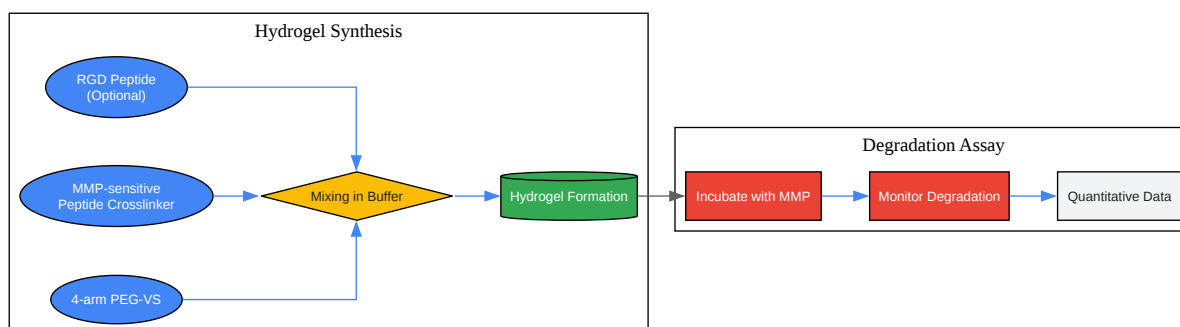 Hydrogel Synthesis
RGD Peptide
(Optional)
MMP-sensitive
Peptide Crosslinker
4-arm PEG-VS
Mixing in Buffer
Hydrogel Formation
Degradation Assay
Incubate with MMP
Monitor Degradation
Quantitative Data